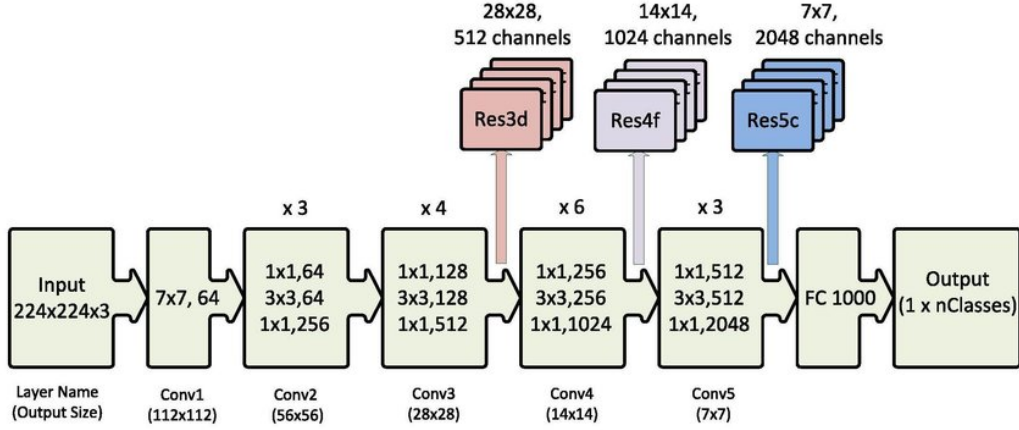 28x28,
512 channels
14x14,
1024 channels
7x7,
2048 channels
Res3d
Res4f
Res5c
x 3
x 4
x 6
x 3
Input
224x224x3
7x7, 64
1x1,64
3x3,64
1x1,256
1x1,128
3x3,128
1x1,512
1x1,256
3x3,256
1x1,1024
1x1,512
3x3,512
1x1,2048
FC 1000
Output
(1 x nClasses)
Layer Name
(Output Size)
Conv1
(112x112)
Conv2
(56x56)
Conv3
(28x28)
Conv4
(14x14)
Conv5
(7x7)